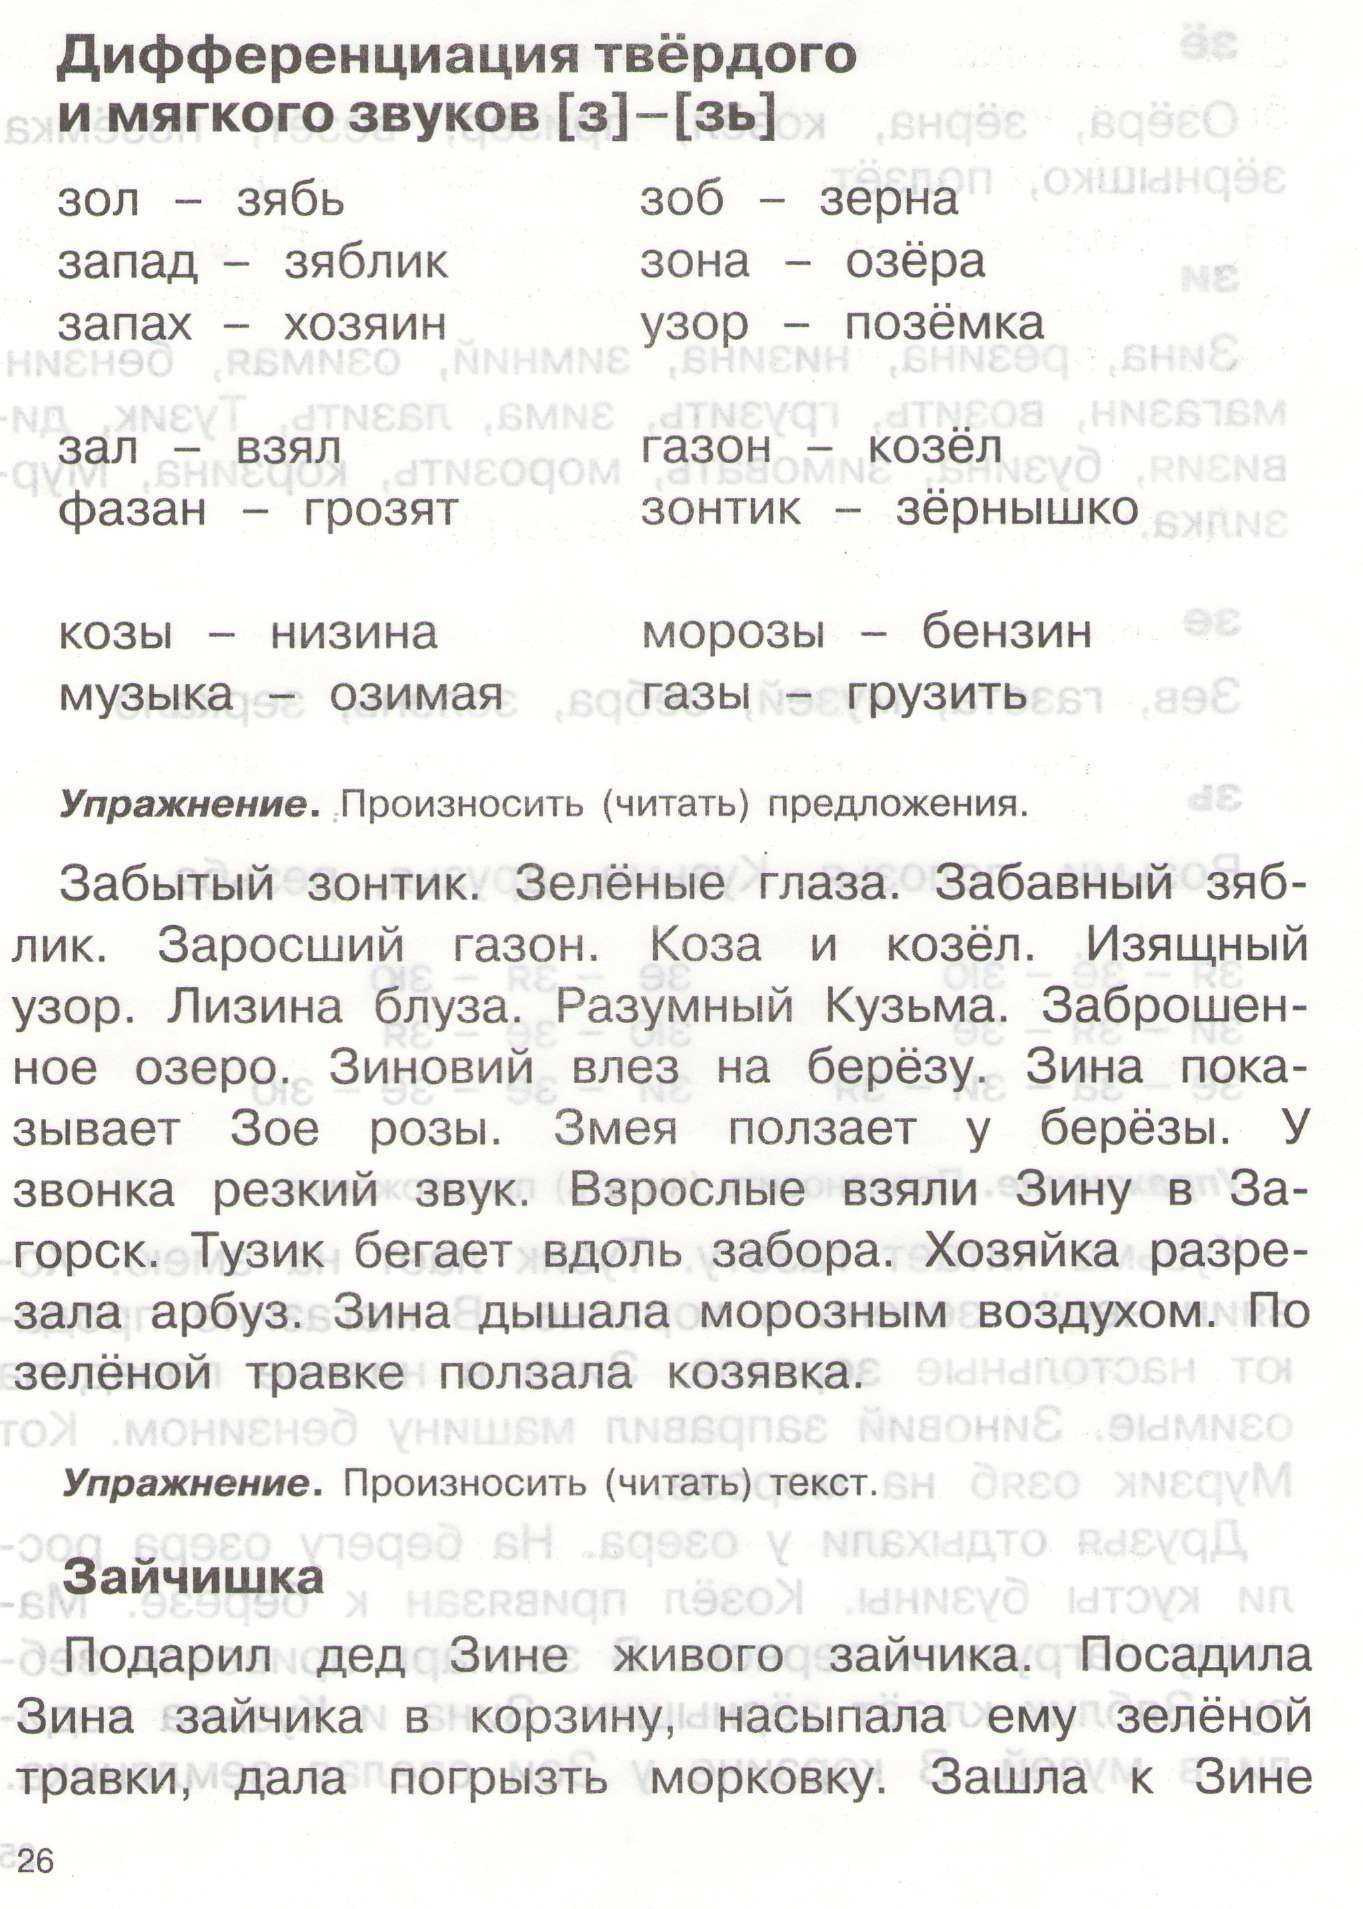 Дифференциация твёрдого
и мягкого звуков [з]–[зь]
зол – зябь
запад – зяблик
запах – хозяин
зоб – зерна
зона – озёра
узор – позёмка
зал – взял
фазан – грозят
газон – козёл
зонтик – зёрнышко
козы – низина
музыка – озимая
морозы – бензин
газы – грузить
Упражнение. Произносить (читать) предложения.
Забытый зонтик. Зелёные глаза. Забавный зяб-
лик. Заросший газон. Коза и козёл. Изящный
узор. Лизина блуза. Разумный Кузьма. Заброшен-
ное озеро. Зиновий влез на берёзу. Зина пока-
зывает Зое розы. Змея ползает у берёзы. У
звонка резкий звук. Взрослые взяли Зину в За-
горск. Тузик бегает вдоль забора. Хозяйка разре-
зала арбуз. Зина дышала морозным воздухом. По
зелёной травке ползала козявка.
Упражнение. Произносить (читать) текст.
Зайчишка
Подарил дед Зине живого зайчика. Посадила
Зина зайчика в корзину, насыпала ему зелёной
травки, дала погрызть морковку. Зашла к Зине
26